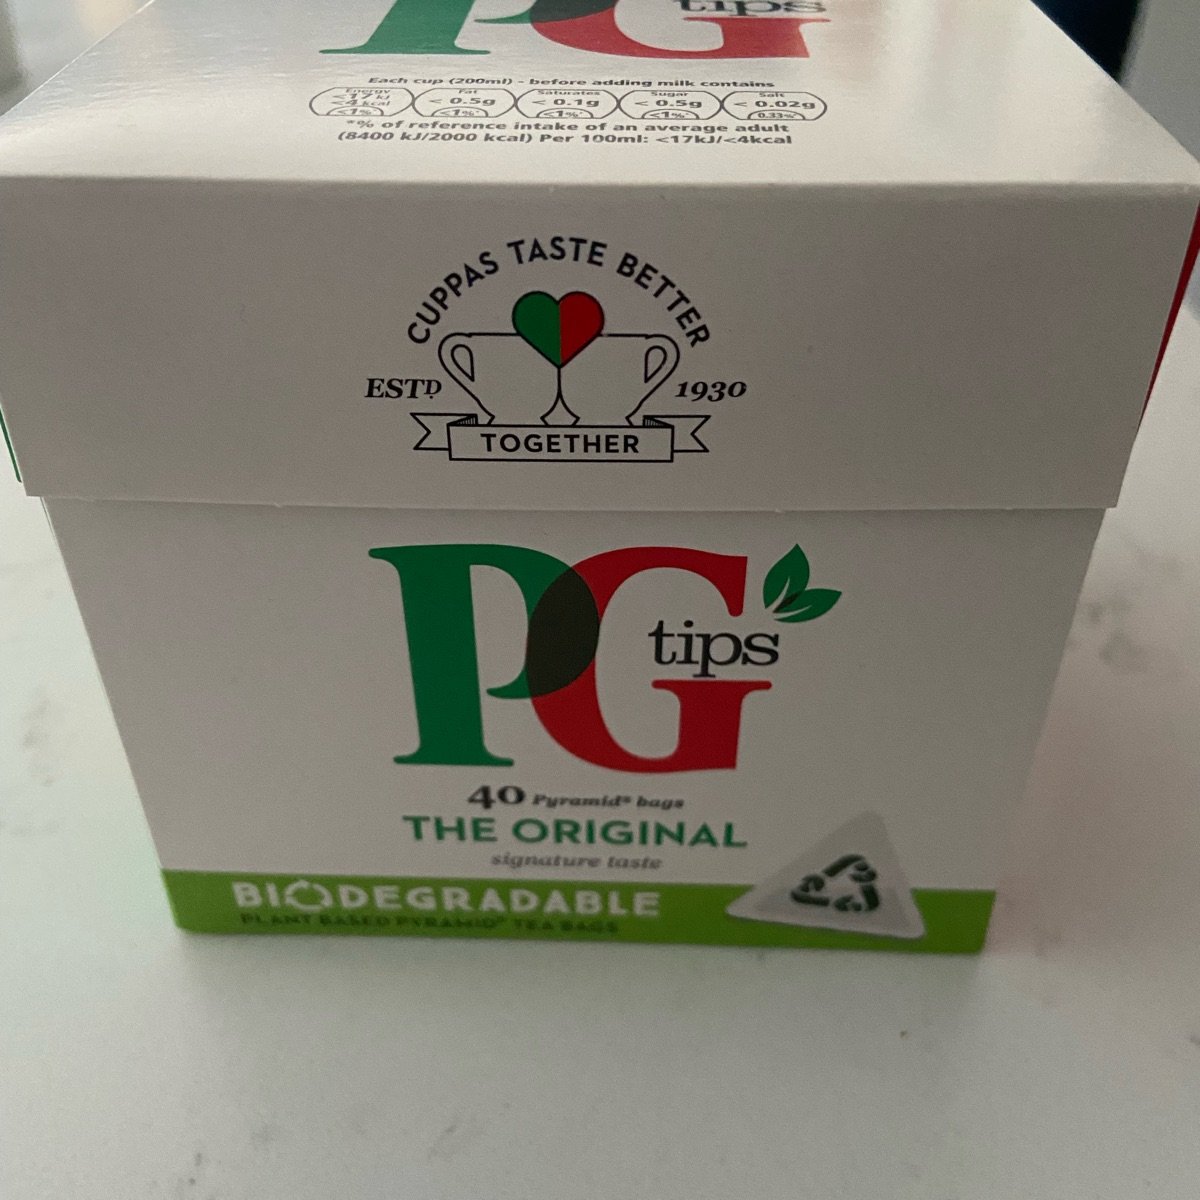 PG tips
Each cup (200ml) - before adding milk contains
Energy Fat Saturates Sugar Salt
<17kJ
<4kcal < 0.5g < 0.1g < 0.5g < 0.02g
<1%* <1%* <1%* <1%* 0.33%*
*% of reference intake of an average adult
(8400 kJ/2000 kcal) Per 100ml: <17kJ/<4kcal
CUPPAS TASTE BETTER
ESTD 1930
TOGETHER
PG tips
40 Pyramid® bags
THE ORIGINAL
signature taste
BIODEGRADABLE
PLANT BASED PYRAMID® TEA BAGS